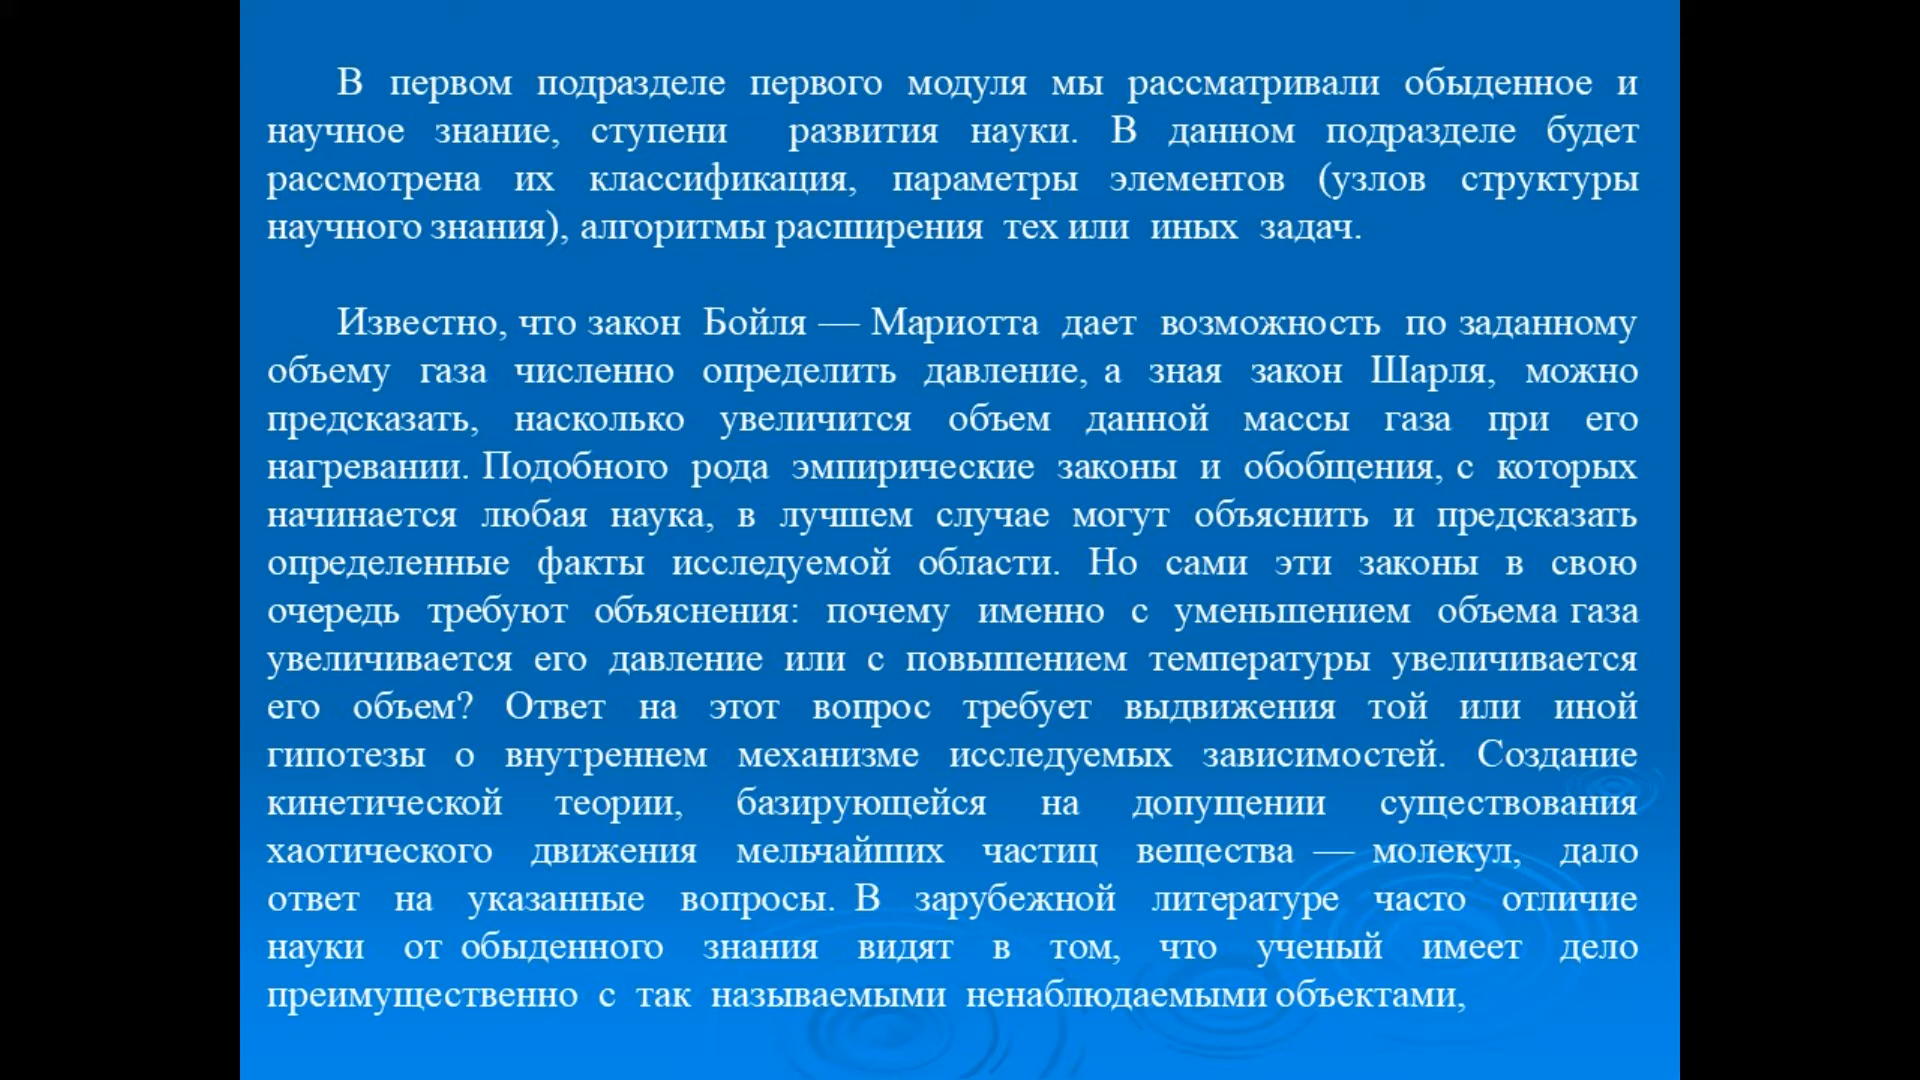 В первом подразделе первого модуля мы рассматривали обыденное и
научное знание, ступени развития науки. В данном подразделе будет
рассмотрена их классификация, параметры элементов (узлов структуры
научного знания), алгоритмы расширения тех или иных задач.
Известно, что закон Бойля — Мариотта дает возможность по заданному
объему газа численно определить давление, а зная закон Шарля, можно
предсказать, насколько увеличится объем данной массы газа при его
нагревании. Подобного рода эмпирические законы и обобщения, с которых
начинается любая наука, в лучшем случае могут объяснить и предсказать
определенные факты исследуемой области. Но сами эти законы в свою
очередь требуют объяснения: почему именно с уменьшением объема газа
увеличивается его давление или с повышением температуры увеличивается
его объем? Ответ на этот вопрос требует выдвижения той или иной
гипотезы о внутреннем механизме исследуемых зависимостей. Создание
кинетической теории, базирующейся на допущении существования
хаотического движения мельчайших частиц вещества — молекул, дало
ответ на указанные вопросы. В зарубежной литературе часто отличие
науки от обыденного знания видят в том, что ученый имеет дело
преимущественно с так называемыми ненаблюдаемыми объектами,